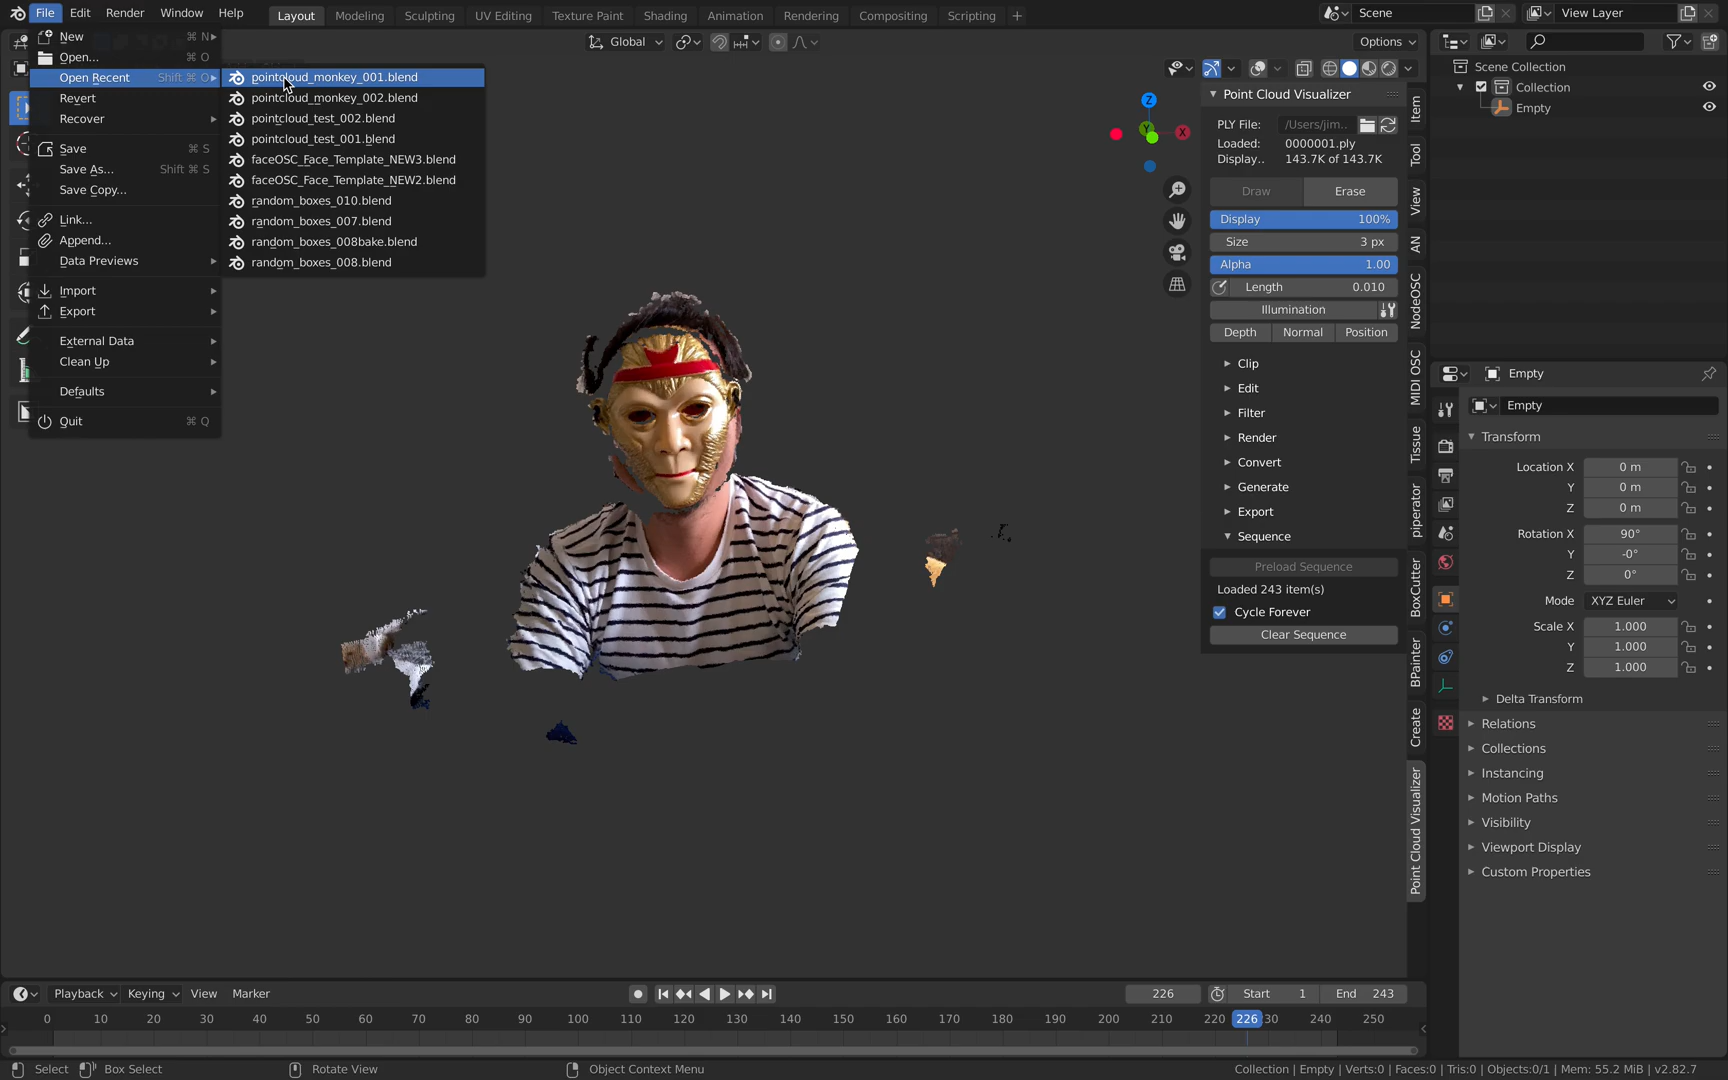 File Edit Render Window Help Layout Modeling Sculpting UV Editing Texture Paint Shading Animation Rendering Compositing Scripting + Scene View Layer
New ⌘ N
Open... ⌘ O
Open Recent Shift ⌘ O
Revert
Recover
Save ⌘ S
Save As... Shift ⌘ S
Save Copy...
Link...
Append...
Data Previews
Import
Export
External Data
Clean Up
Defaults
Quit ⌘ Q
pointcloud_monkey_001.blend
pointcloud_monkey_002.blend
pointcloud_test_002.blend
pointcloud_test_001.blend
faceOSC_Face_Template_NEW3.blend
faceOSC_Face_Template_NEW2.blend
random_boxes_010.blend
random_boxes_007.blend
random_boxes_008bake.blend
random_boxes_008.blend
Global
Options
Z
Y
X
Point Cloud Visualizer
PLY File: /Users/jim..
Loaded: 0000001.ply
Display.. 143.7K of 143.7K
Draw Erase
Display 100%
Size 3 px
Alpha 1.00
Length 0.010
Illumination
Depth Normal Position
Clip
Edit
Filter
Render
Convert
Generate
Export
Sequence
Preload Sequence
Loaded 243 item(s)
Cycle Forever
Clear Sequence
Item
Tool
View
AN
NodeOSC
MIDI OSC
Tissue
piperator
BoxCutter
BPainter
Create
Point Cloud Visualizer
Scene Collection
Collection
Empty
Empty
Empty
Transform
Location X 0 m
Y 0 m
Z 0 m
Rotation X 90°
Y -0°
Z 0°
Mode XYZ Euler
Scale X 1.000
Y 1.000
Z 1.000
Delta Transform
Relations
Collections
Instancing
Motion Paths
Visibility
Viewport Display
Custom Properties
Playback Keying View Marker 226 Start 1 End 243
0 10 20 30 40 50 60 70 80 90 100 110 120 130 140 150 160 170 180 190 200 210 220 226 30 240 250
Select Box Select Rotate View Object Context Menu Collection | Empty | Verts:0 | Faces:0 | Tris:0 | Objects:0/1 | Mem: 55.2 MiB | v2.82.7